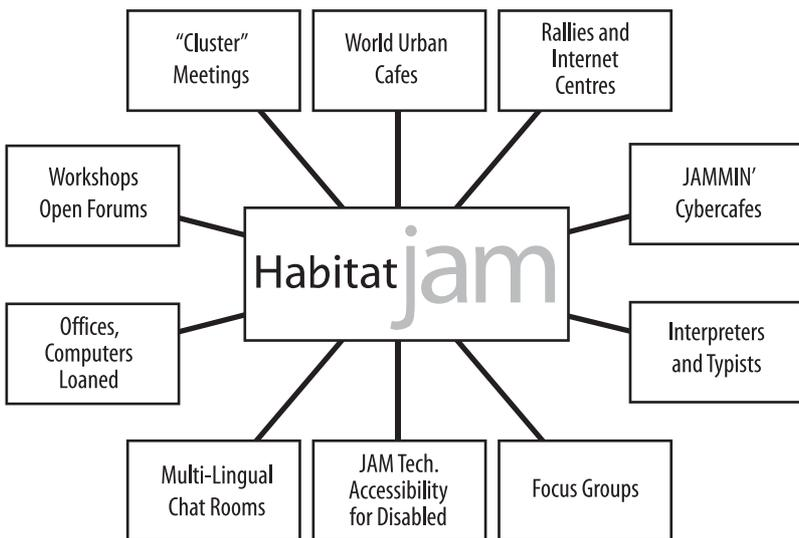 “Cluster”
Meetings
World Urban
Cafes
Rallies and
Internet
Centres
Workshops
Open Forums
JAMMIN’
Cybercafes
Habitat jam
Offices,
Computers
Loaned
Interpreters
and Typists
Multi-Lingual
Chat Rooms
JAM Tech.
Accessibility
for Disabled
Focus Groups